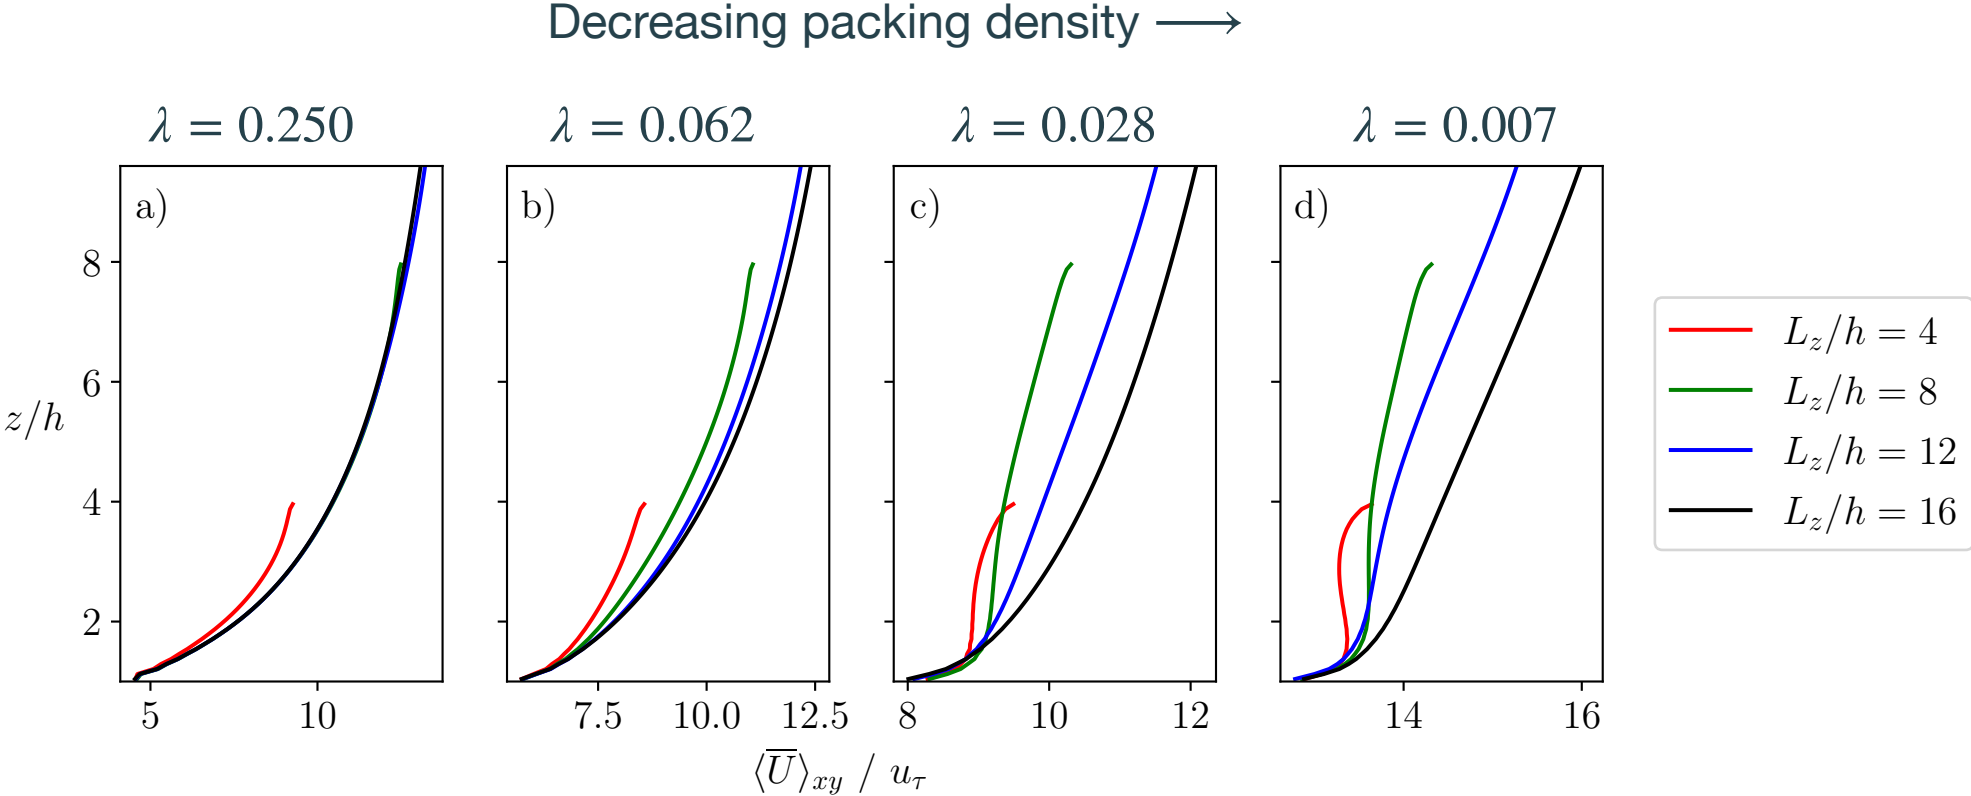 Decreasing packing density ⟶
λ = 0.250
λ = 0.062
λ = 0.028
λ = 0.007
a)
b)
c)
d)
8
6
4
2
z/h
5 10
7.5 10.0 12.5
8 10 12
14 16
⟨U̅⟩xy / uτ
Lz/h = 4
Lz/h = 8
Lz/h = 12
Lz/h = 16